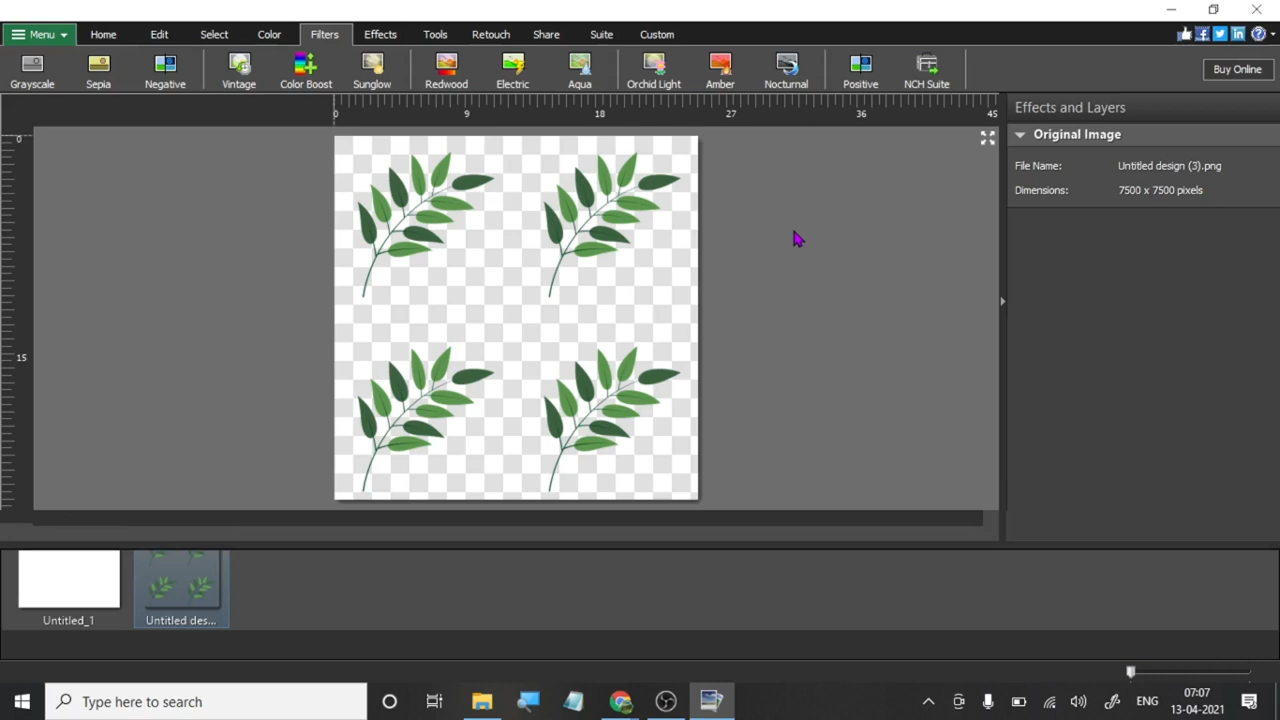 Menu Home Edit Select Color Filters Effects Tools Retouch Share Suite Custom
Grayscale Sepia Negative Vintage Color Boost Sunglow Redwood Electric Aqua Orchid Light Amber Nocturnal Positive NCH Suite Buy Online
0 9 18 27 36 45
0
15
Effects and Layers
Original Image
File Name: Untitled design (3).png
Dimensions: 7500 x 7500 pixels
Untitled_1 Untitled des...
Type here to search
ENG
07:07
13-04-2021